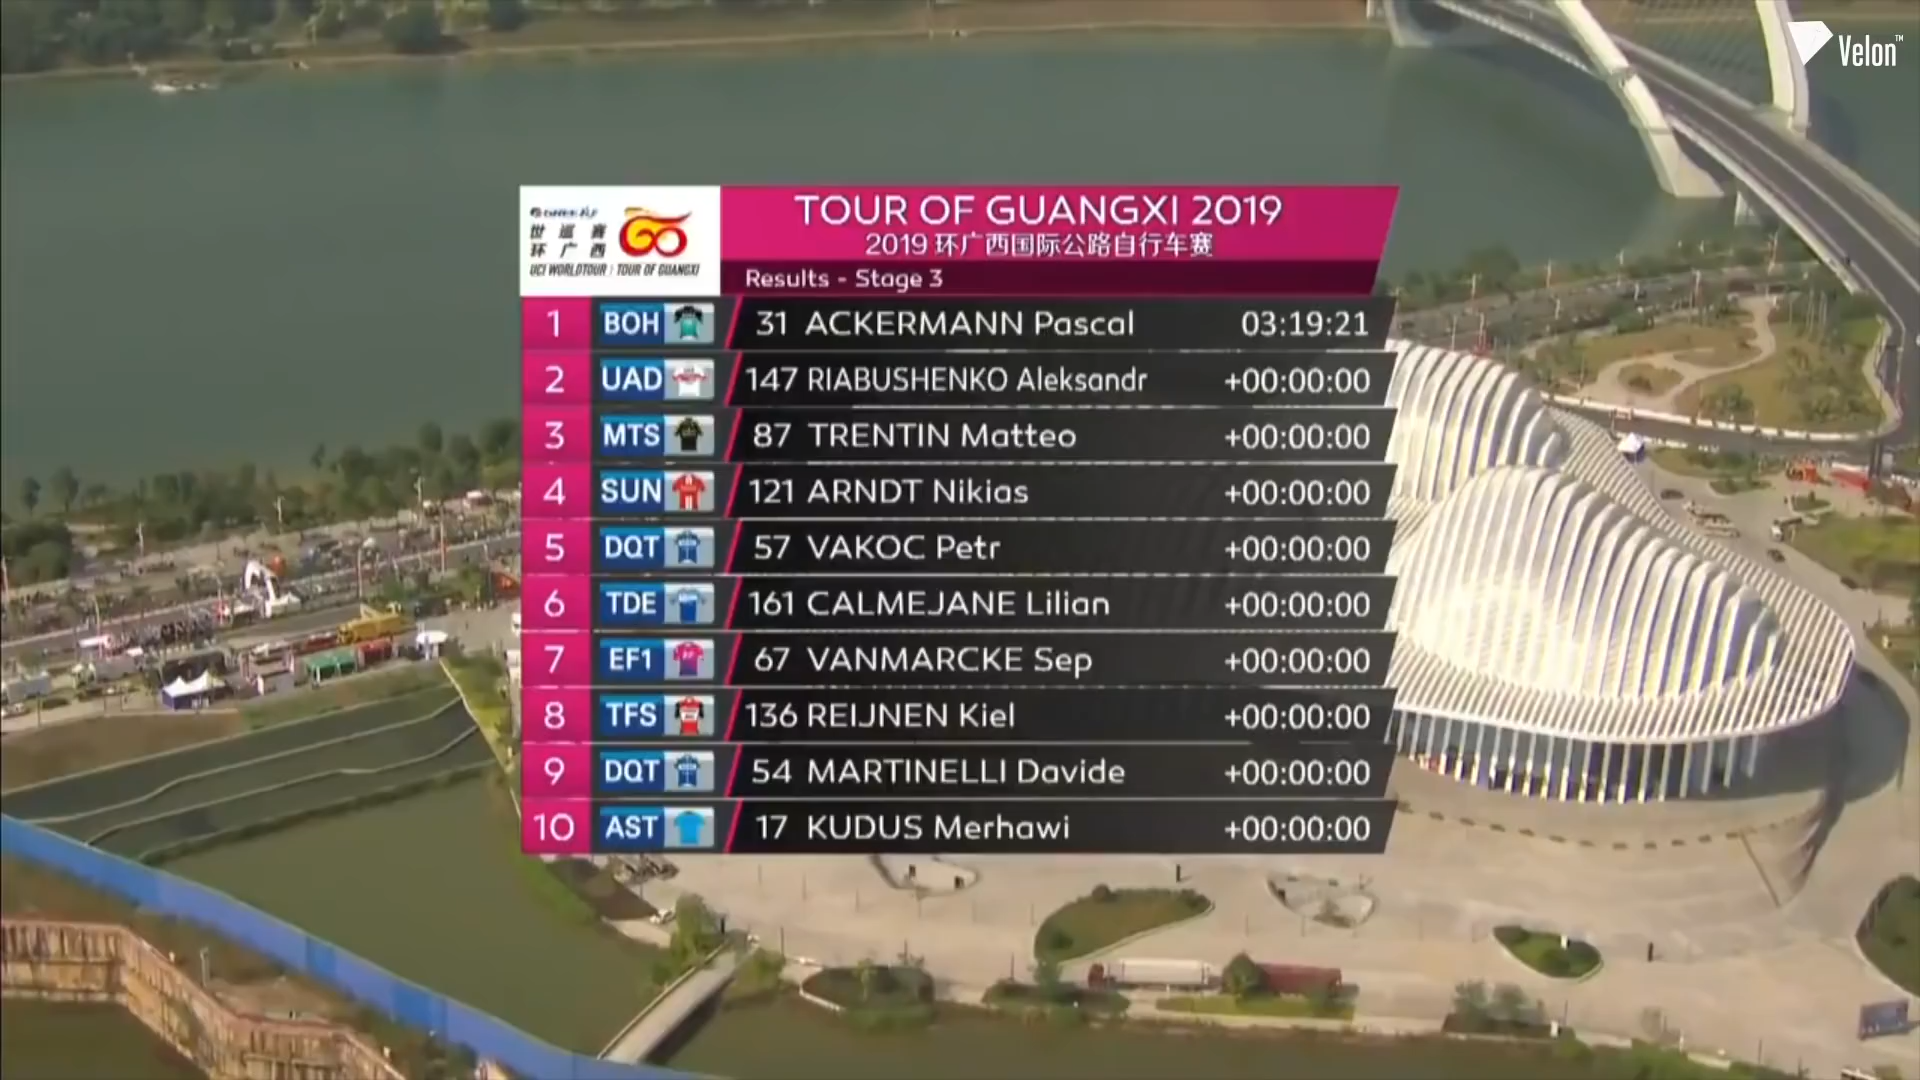 Velon™
世 巡 赛
环 广 西
UCI WORLDTOUR | TOUR OF GUANGXI
TOUR OF GUANGXI 2019
2019 环广西国际公路自行车赛
Results - Stage 3
1 BOH 31 ACKERMANN Pascal 03:19:21
2 UAD 147 RIABUSHENKO Aleksandr +00:00:00
3 MTS 87 TRENTIN Matteo +00:00:00
4 SUN 121 ARNDT Nikias +00:00:00
5 DQT 57 VAKOC Petr +00:00:00
6 TDE 161 CALMEJANE Lilian +00:00:00
7 EF1 67 VANMARCKE Sep +00:00:00
8 TFS 136 REIJNEN Kiel +00:00:00
9 DQT 54 MARTINELLI Davide +00:00:00
10 AST 17 KUDUS Merhawi +00:00:00